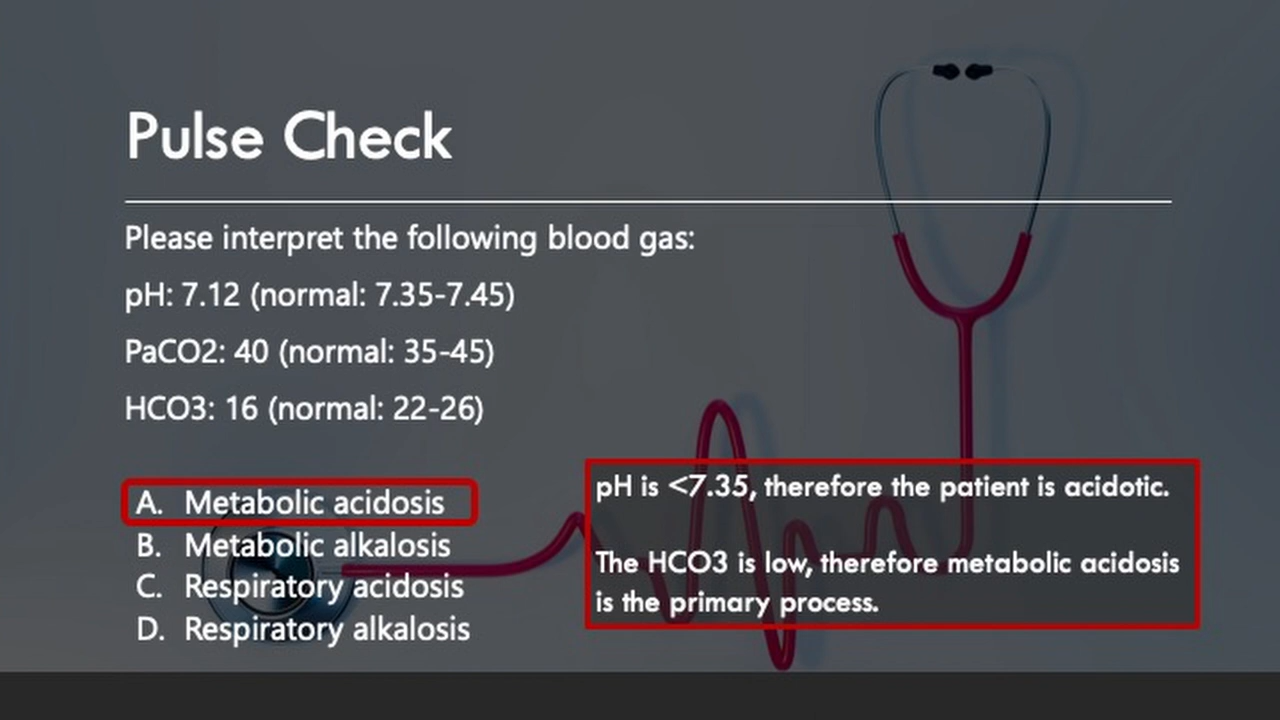 Pulse Check
Please interpret the following blood gas:
pH: 7.12 (normal: 7.35-7.45)
PaCO2: 40 (normal: 35-45)
HCO3: 16 (normal: 22-26)
A. Metabolic acidosis
B. Metabolic alkalosis
C. Respiratory acidosis
D. Respiratory alkalosis
pH is <7.35, therefore the patient is acidotic.
The HCO3 is low, therefore metabolic acidosis
is the primary process.